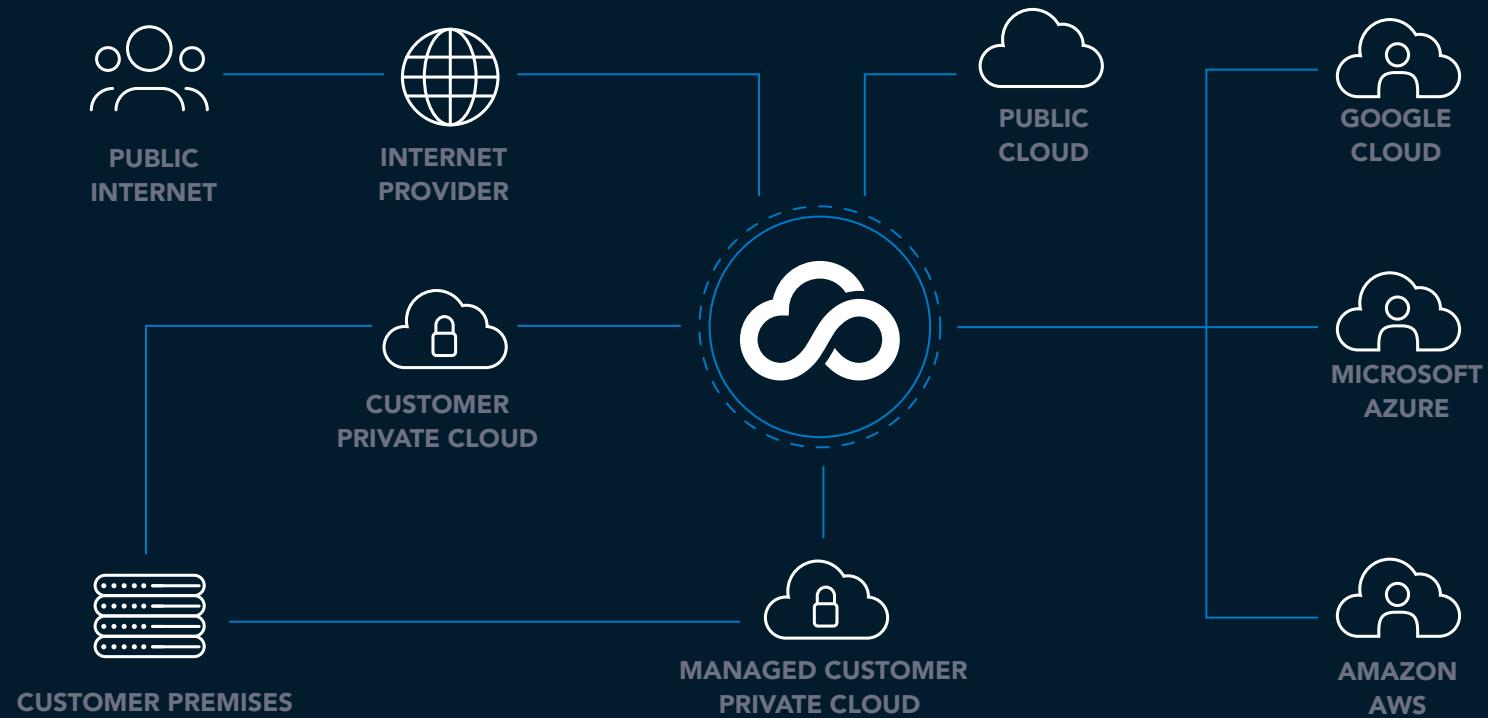 PUBLIC
INTERNET
INTERNET
PROVIDER
PUBLIC
CLOUD
GOOGLE
CLOUD
CUSTOMER
PRIVATE CLOUD
MICROSOFT
AZURE
CUSTOMER PREMISES
MANAGED CUSTOMER
PRIVATE CLOUD
AMAZON
AWS